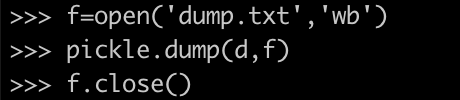 >>> f=open('dump.txt','wb')
>>> pickle.dump(d,f)
>>> f.close()